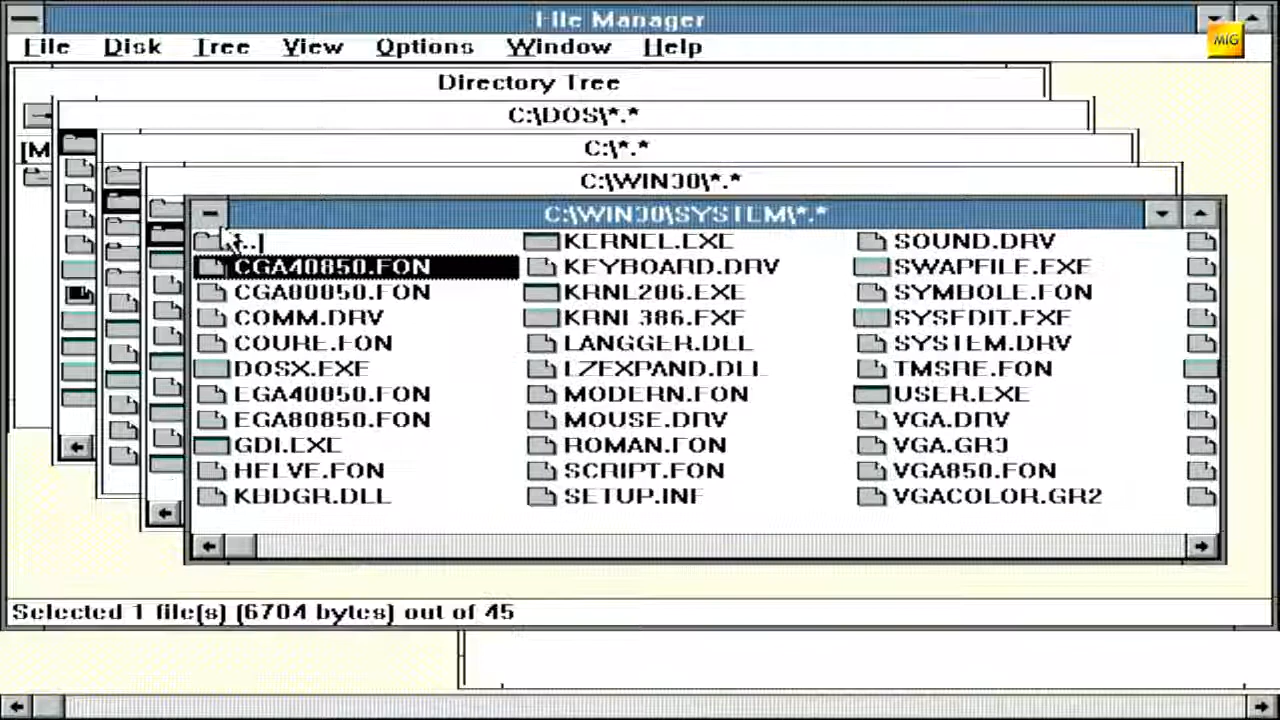 File Manager
File Disk Tree View Options Window Help
MIG
Directory Tree
C:\DOS\*.*
C:\*.*
C:\WIN30\*.*
C:\WIN30\SYSTEM\*.*
[M
[..] KERNEL.EXE SOUND.DRV
CGA40850.FON KEYBOARD.DRV SWAPFILE.EXE
CGA80850.FON KRNL286.EXE SYMBOLE.FON
COMM.DRV KRNL386.EXE SYSEDIT.EXE
COURE.FON LANGGER.DLL SYSTEM.DRV
DOSX.EXE LZEXPAND.DLL TMSRE.FON
EGA40850.FON MODERN.FON USER.EXE
EGA80850.FON MOUSE.DRV VGA.DRV
GDI.EXE ROMAN.FON VGA.GR3
HELVE.FON SCRIPT.FON VGA850.FON
KBDGR.DLL SETUP.INF VGACOLOR.GR2
Selected 1 file(s) (6704 bytes) out of 45